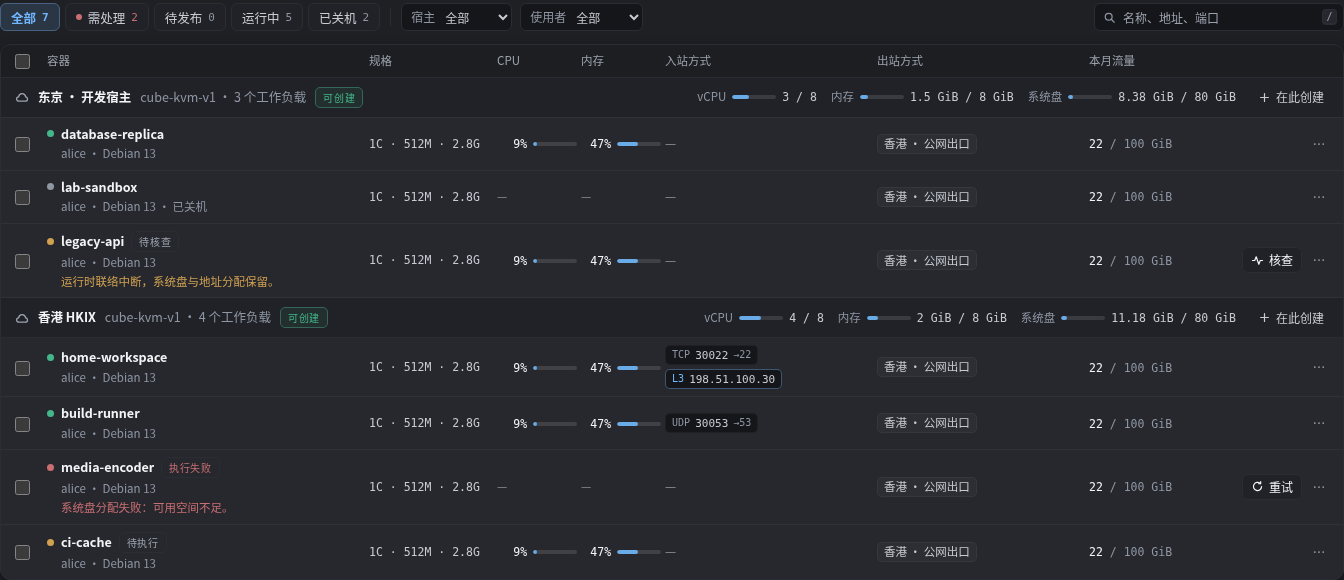 全部 7 需处理 2 待发布 0 运行中 5 已关机 2 宿主 全部 使用者 全部 名称、地址、端口 /
容器 规格 CPU 内存 入站方式 出站方式 本月流量
东京 · 开发宿主 cube-kvm-v1 · 3 个工作负载 可创建 vCPU 3 / 8 内存 1.5 GiB / 8 GiB 系统盘 8.38 GiB / 80 GiB + 在此创建
database-replica
alice · Debian 13
1C · 512M · 2.8G 9% 47% — 香港 · 公网出口 22 / 100 GiB ···
lab-sandbox
alice · Debian 13 · 已关机
1C · 512M · 2.8G — — — 香港 · 公网出口 22 / 100 GiB ···
legacy-api 待核查
alice · Debian 13
运行时联络中断，系统盘与地址分配保留。
1C · 512M · 2.8G 9% 47% — 香港 · 公网出口 22 / 100 GiB 核查 ···
香港 HKIX cube-kvm-v1 · 4 个工作负载 可创建 vCPU 4 / 8 内存 2 GiB / 8 GiB 系统盘 11.18 GiB / 80 GiB + 在此创建
home-workspace
alice · Debian 13
1C · 512M · 2.8G 9% 47% TCP 30022 →22
L3 198.51.100.30
香港 · 公网出口 22 / 100 GiB ···
build-runner
alice · Debian 13
1C · 512M · 2.8G 9% 47% UDP 30053 →53 香港 · 公网出口 22 / 100 GiB ···
media-encoder 执行失败
alice · Debian 13
系统盘分配失败：可用空间不足。
1C · 512M · 2.8G — — — 香港 · 公网出口 22 / 100 GiB 重试 ···
ci-cache 待执行
alice · Debian 13
1C · 512M · 2.8G 9% 47% — 香港 · 公网出口 22 / 100 GiB ···